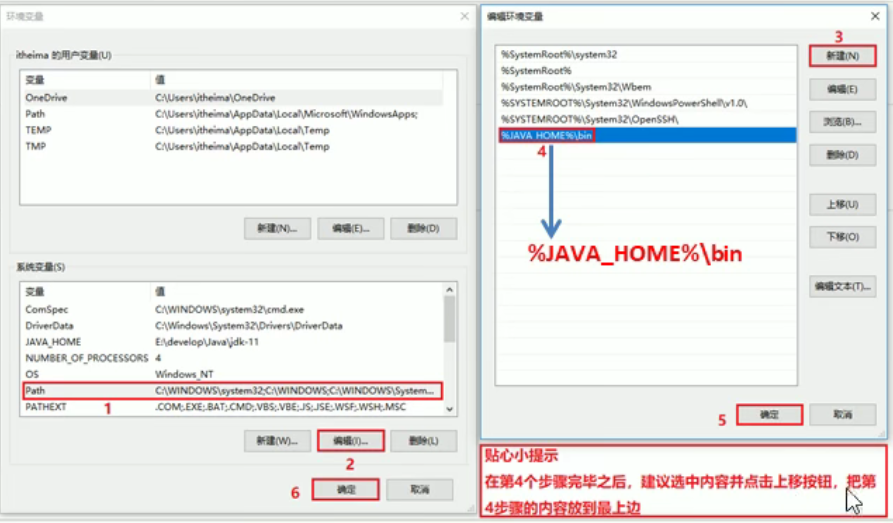 环境变量
itheima 的用户变量(U)
变量 值
OneDrive C:\Users\itheima\OneDrive
Path C:\Users\itheima\AppData\Local\Microsoft\WindowsApps;
TEMP C:\Users\itheima\AppData\Local\Temp
TMP C:\Users\itheima\AppData\Local\Temp
新建(N)... 编辑(E)... 删除(D)
系统变量(S)
变量 值
ComSpec C:\WINDOWS\system32\cmd.exe
DriverData C:\Windows\System32\Drivers\DriverData
JAVA_HOME E:\develop\Java\jdk-11
NUMBER_OF_PROCESSORS 4
OS Windows_NT
Path C:\WINDOWS\system32;C:\WINDOWS;C:\WINDOWS\System...
PATHEXT .COM;.EXE;.BAT;.CMD;.VBS;.VBE;.JS;.JSE;.WSF;.WSH;.MSC
1
新建(W)... 编辑(I)... 删除(L)
2
6 确定 取消
编辑环境变量
3
%SystemRoot%\system32
%SystemRoot%
%SystemRoot%\System32\Wbem
%SYSTEMROOT%\System32\WindowsPowerShell\v1.0\
%SYSTEMROOT%\System32\OpenSSH\
%JAVA_HOME%\bin
4
%JAVA_HOME%\bin
新建(N)
编辑(E)
浏览(B)...
删除(D)
上移(U)
下移(O)
编辑文本(T)...
5 确定 取消
贴心小提示
在第4个步骤完毕之后，建议选中内容并点击上移按钮，把第
4步骤的内容放到最上边